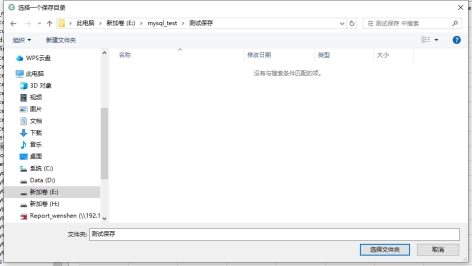 选择一个保存目录
此电脑 › 新加卷 (E:) › mysql_test › 测试保存
在 测试保存 中搜索
组织 新建文件夹
名称 修改日期 类型 大小
没有与搜索条件匹配的项。
WPS云盘
此电脑
3D 对象
视频
图片
文档
下载
音乐
桌面
系统 (C:)
Data (D:)
新加卷 (E:)
新加卷 (H:)
Report_wenshen (\\192.1
文件夹: 测试保存
选择文件夹 取消